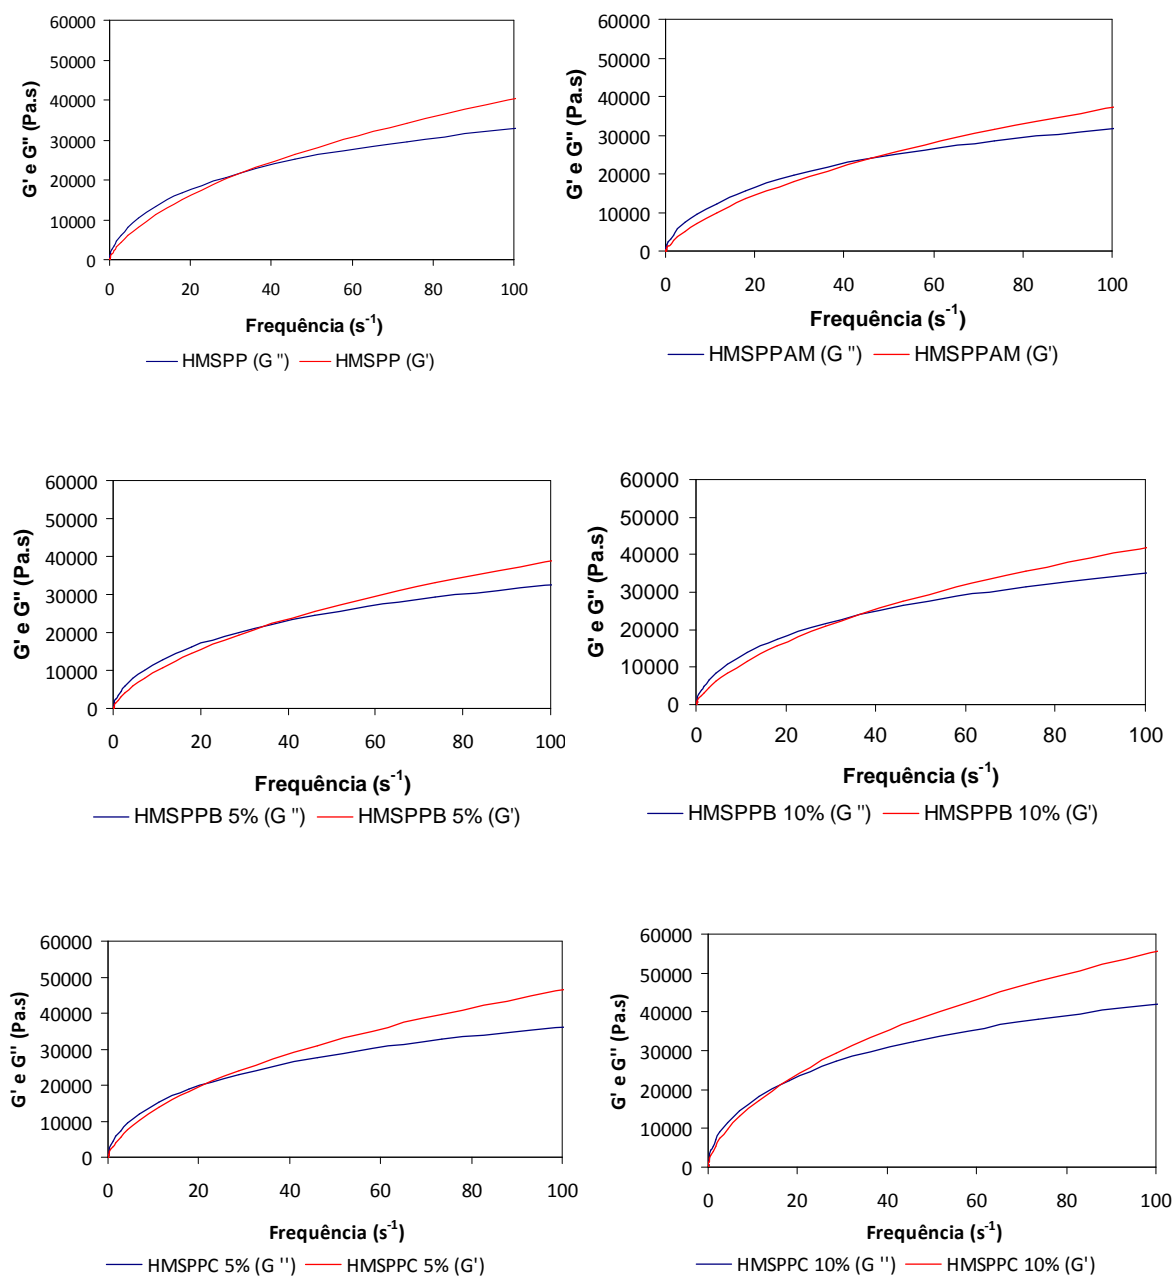 60000
50000
40000
30000
20000
10000
0
G' e G'' (Pa.s)
0 20 40 60 80 100
Frequência (s-1)
HMSPP (G '') HMSPP (G')
60000
50000
40000
30000
20000
10000
0
G' e G'' (Pa.s)
0 20 40 60 80 100
Frequência (s-1)
HMSPPAM (G '') HMSPPAM (G')
60000
50000
40000
30000
20000
10000
0
G' e G'' (Pa.s)
0 20 40 60 80 100
Frequência (s-1)
HMSPPB 5% (G '') HMSPPB 5% (G')
60000
50000
40000
30000
20000
10000
0
G' e G'' (Pa.s)
0 20 40 60 80 100
Frequência (s-1)
HMSPPB 10% (G '') HMSPPB 10% (G')
60000
50000
40000
30000
20000
10000
0
G' e G'' (Pa.s)
0 20 40 60 80 100
Frequência (s-1)
HMSPPC 5% (G '') HMSPPC 5% (G')
60000
50000
40000
30000
20000
10000
0
G' e G'' (Pa.s)
0 20 40 60 80 100
Frequência (s-1)
HMSPPC 10% (G '') HMSPPC 10% (G')